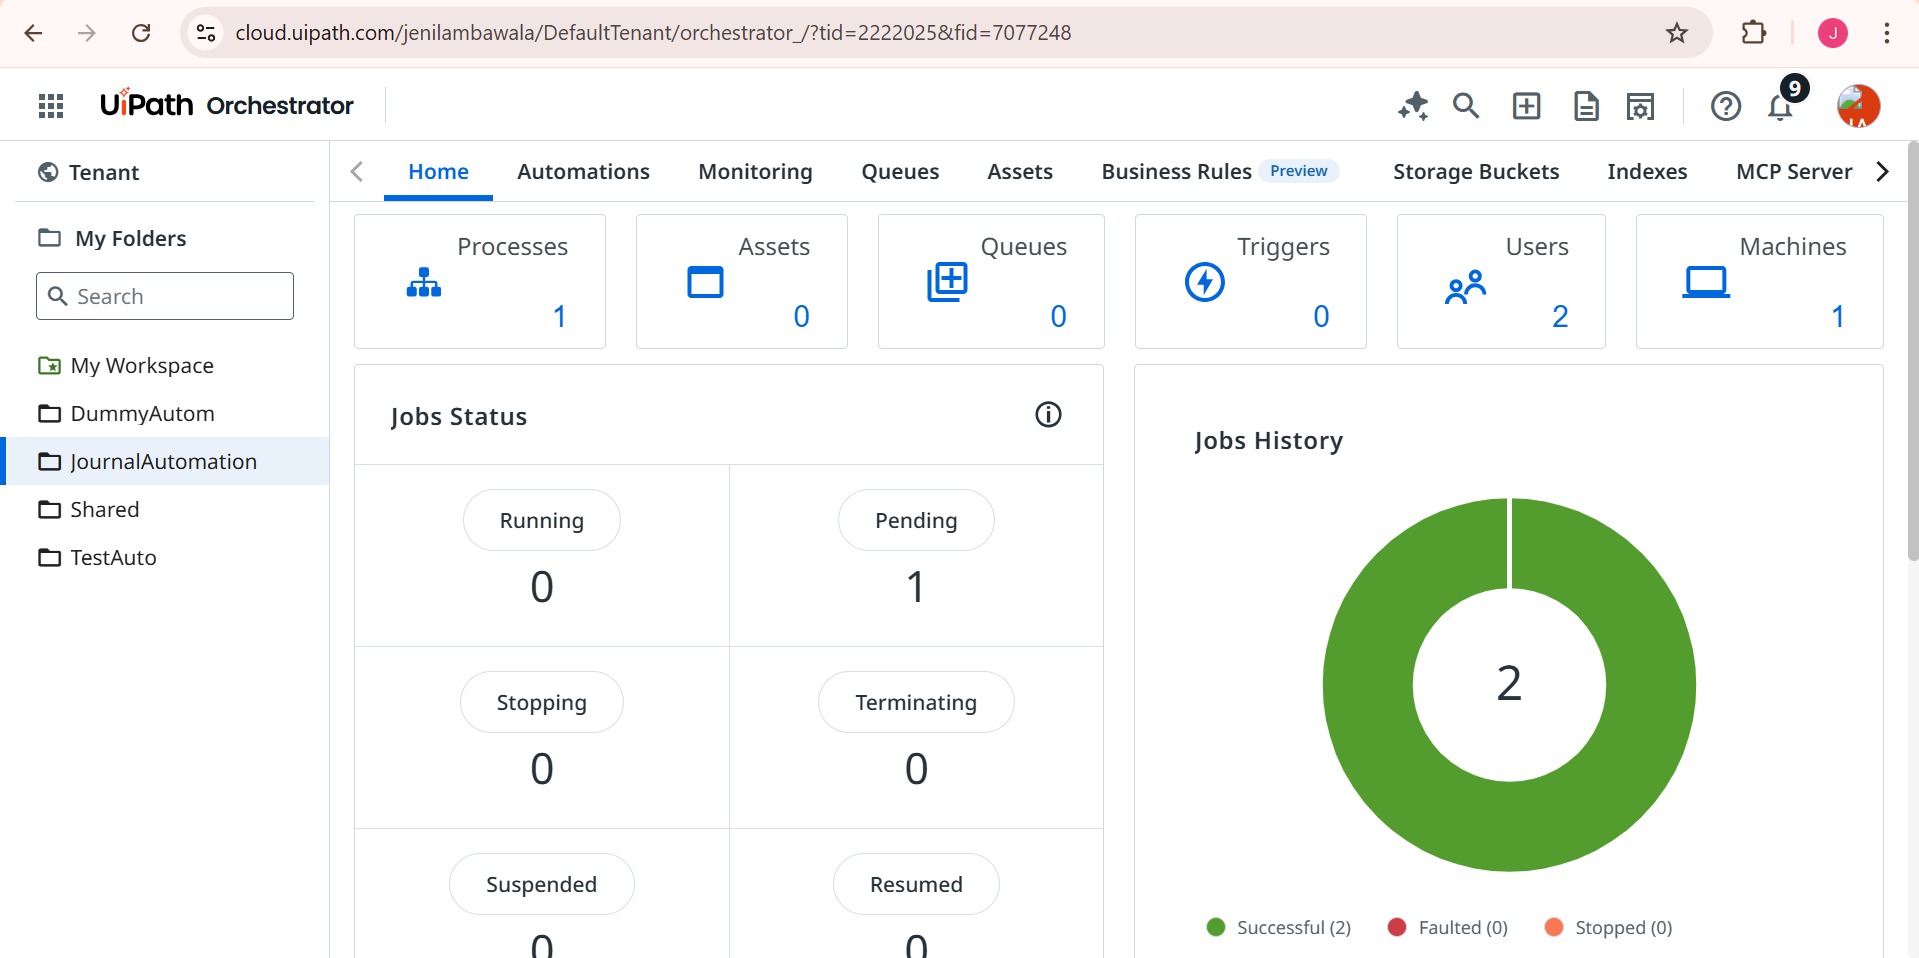 cloud.uipath.com/jenilambawala/DefaultTenant/orchestrator_/?tid=2222025&fid=7077248
J
UiPath Orchestrator
9
Tenant
Home
Automations
Monitoring
Queues
Assets
Business Rules
Preview
Storage Buckets
Indexes
MCP Server
My Folders
Search
My Workspace
DummyAutom
JournalAutomation
Shared
TestAuto
Processes
1
Assets
0
Queues
0
Triggers
0
Users
2
Machines
1
Jobs Status
Running
0
Pending
1
Stopping
0
Terminating
0
Suspended
0
Resumed
0
Jobs History
2
Successful (2)
Faulted (0)
Stopped (0)